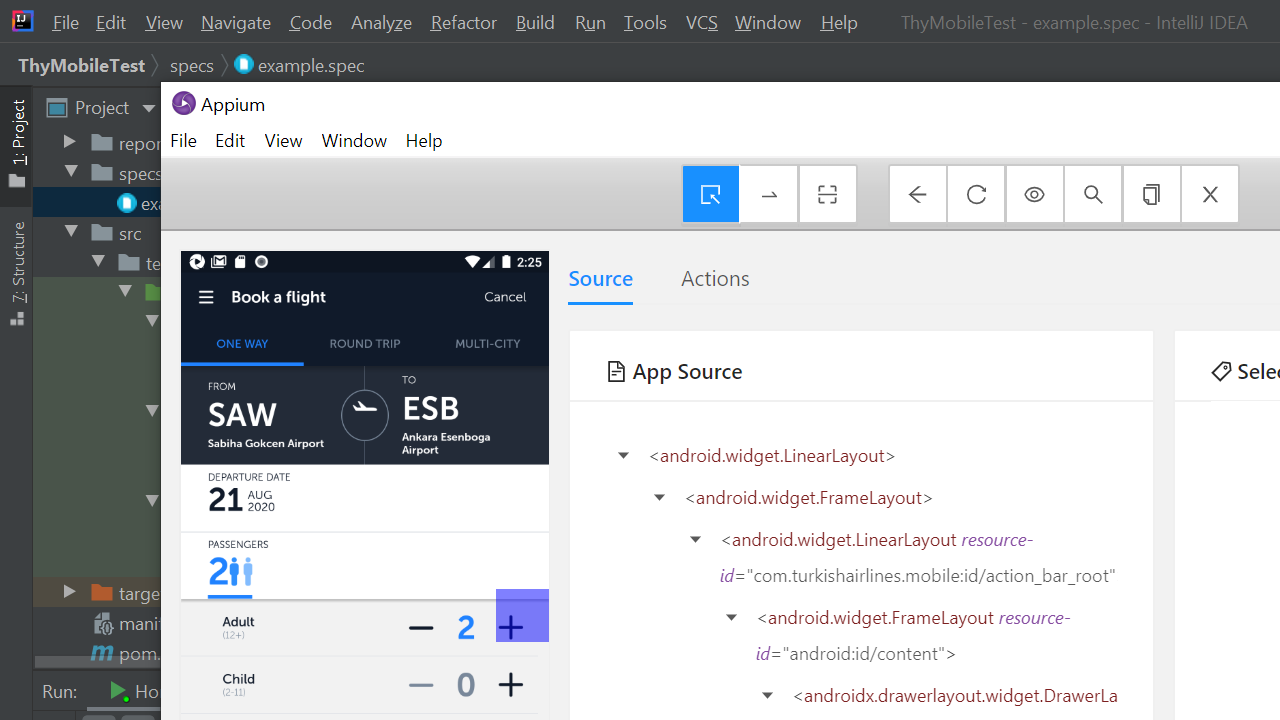 File Edit View Navigate Code Analyze Refactor Build Run Tools VCS Window Help ThyMobileTest - example.spec - IntelliJ IDEA
ThyMobileTest specs example.spec
1: Project
7: Structure
Project
repor
specs
exa
src
te
targe
mani
pom.
Run: Ho
Appium
File Edit View Window Help
2:25
Book a flight Cancel
ONE WAY ROUND TRIP MULTI-CITY
FROM
SAW
Sabiha Gokcen Airport
TO
ESB
Ankara Esenboga
Airport
DEPARTURE DATE
21 AUG
2020
PASSENGERS
2
Adult
(12+)
2
Child
(2-11)
0
Source Actions
App Source
<android.widget.LinearLayout>
<android.widget.FrameLayout>
<android.widget.LinearLayout resource-
id="com.turkishairlines.mobile:id/action_bar_root"
<android.widget.FrameLayout resource-
id="android:id/content">
<androidx.drawerlayout.widget.DrawerLa
Selec